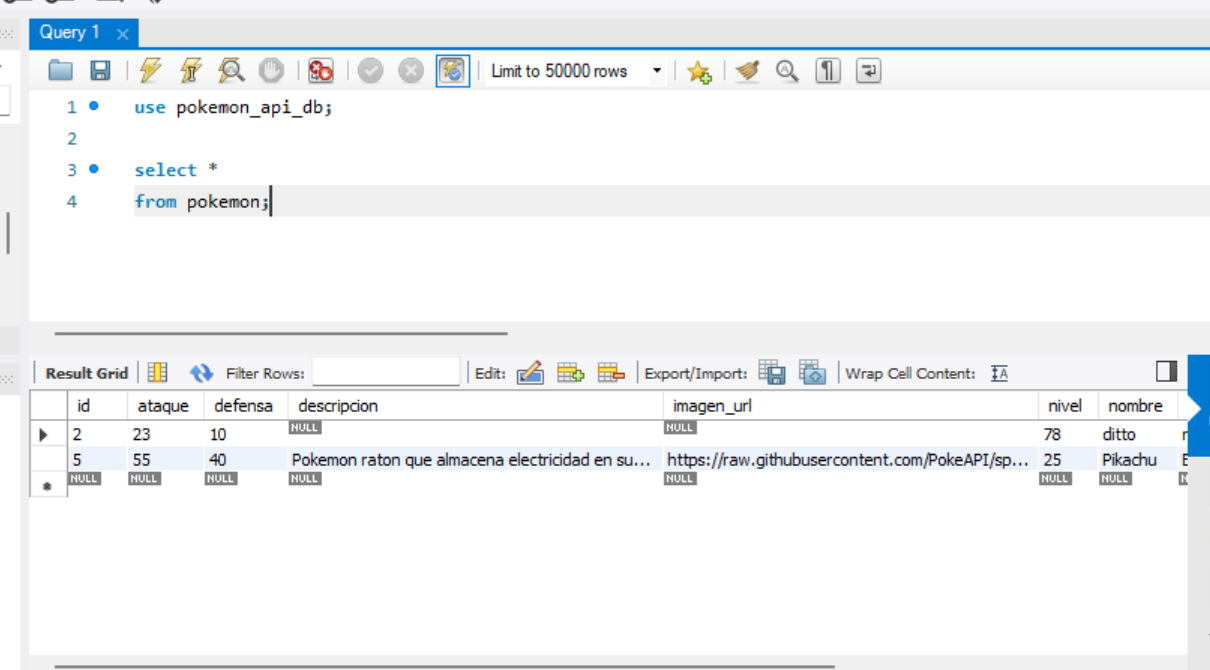 Query 1
Limit to 50000 rows
1 use pokemon_api_db;
2
3 select *
4 from pokemon;
Result Grid Filter Rows: Edit: Export/Import: Wrap Cell Content:
id ataque defensa descripcion imagen_url nivel nombre
2 23 10 NULL NULL 78 ditto
5 55 40 Pokemon raton que almacena electricidad en su... https://raw.githubusercontent.com/PokeAPI/sp... 25 Pikachu
NULL NULL NULL NULL NULL NULL NULL